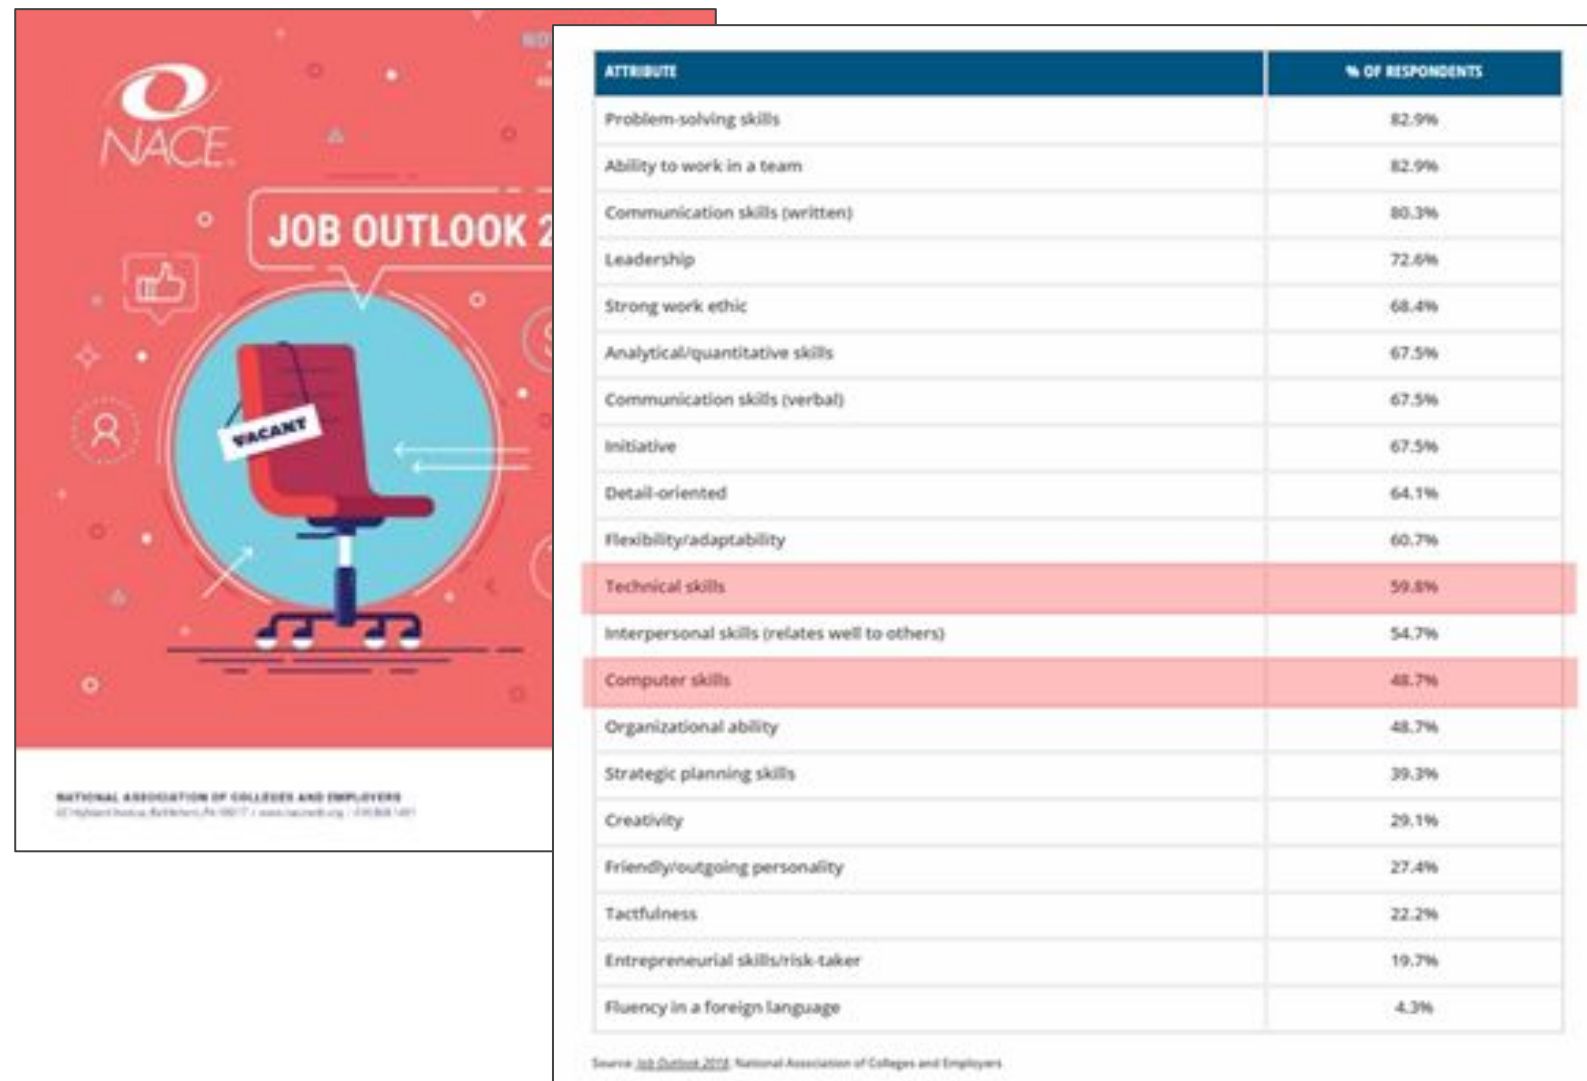 NACE
JOB OUTLOOK 2
VACANT
NATIONAL ASSOCIATION OF COLLEGES AND EMPLOYERS
ATTRIBUTE % OF RESPONDENTS
Problem-solving skills 82.9%
Ability to work in a team 82.9%
Communication skills (written) 80.3%
Leadership 72.6%
Strong work ethic 68.4%
Analytical/quantitative skills 67.5%
Communication skills (verbal) 67.5%
Initiative 67.5%
Detail-oriented 64.1%
Flexibility/adaptability 60.7%
Technical skills 59.8%
Interpersonal skills (relates well to others) 54.7%
Computer skills 48.7%
Organizational ability 48.7%
Strategic planning skills 39.3%
Creativity 29.1%
Friendly/outgoing personality 27.4%
Tactfulness 22.2%
Entrepreneurial skills/risk-taker 19.7%
Fluency in a foreign language 4.3%
Source: Job Outlook 2018, National Association of Colleges and Employers